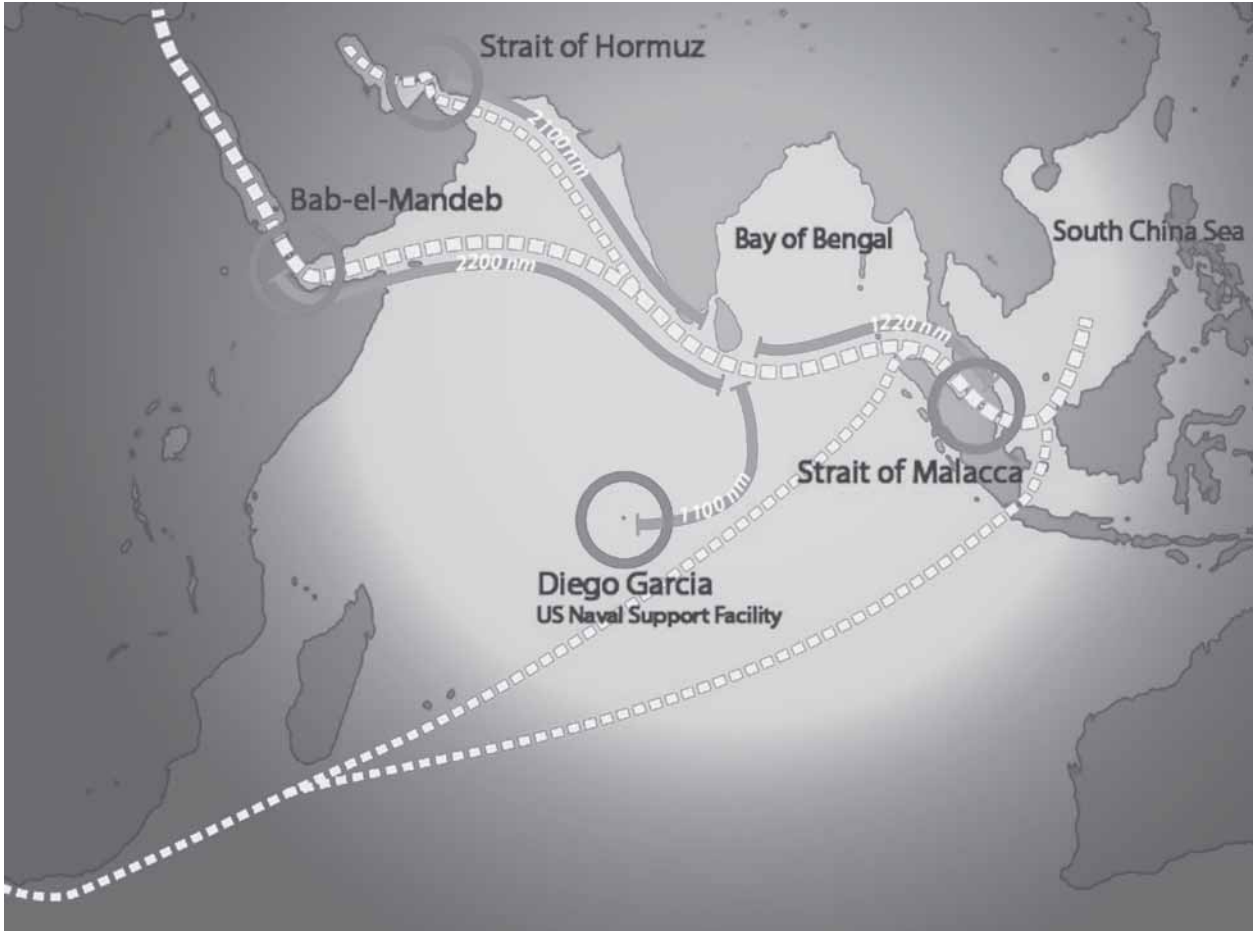 Strait of Hormuz
2100 nm
Bab-el-Mandeb
2200 nm
Bay of Bengal
South China Sea
1220 nm
Strait of Malacca
1100 nm
Diego Garcia
US Naval Support Facility